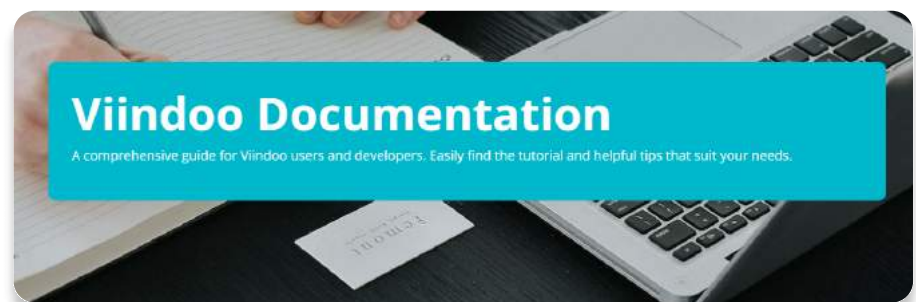 Viindoo Documentation
A comprehensive guide for Viindoo users and developers. Easily find the tutorial and helpful tips that suit your needs.